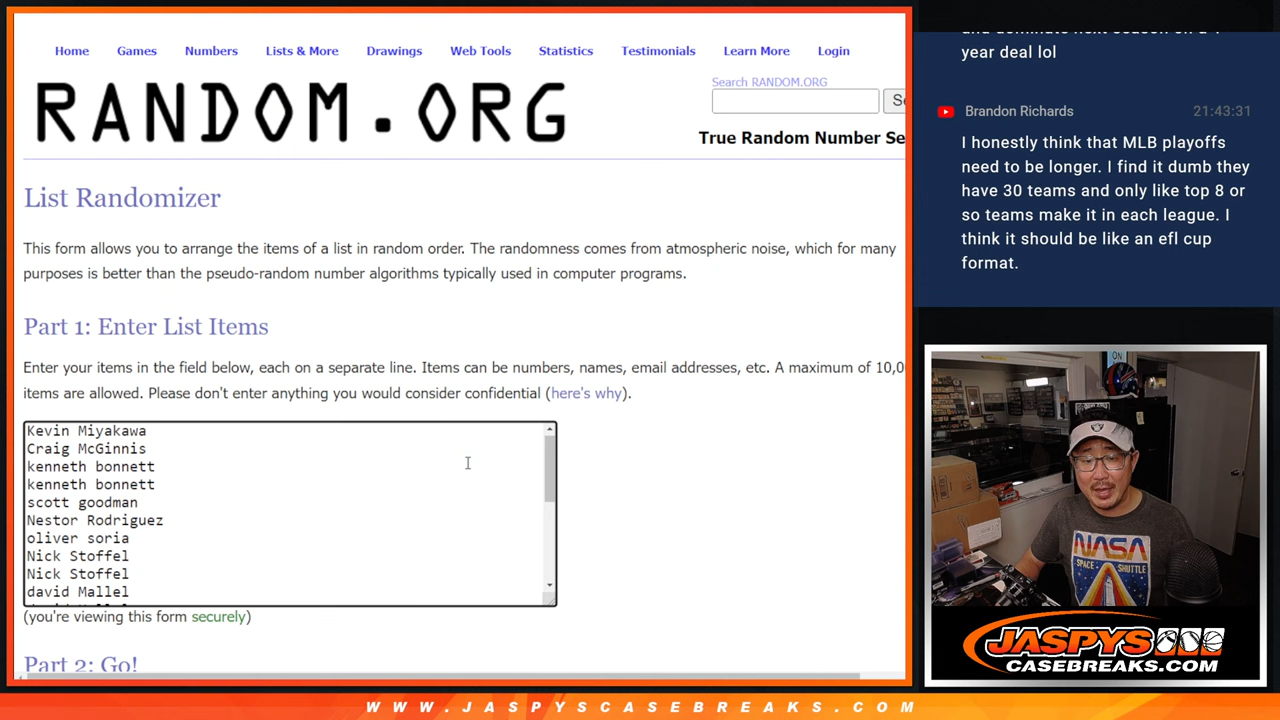 Home Games Numbers Lists & More Drawings Web Tools Statistics Testimonials Learn More Login
RANDOM.ORG
Search RANDOM.ORG
True Random Number Se
List Randomizer
This form allows you to arrange the items of a list in random order. The randomness comes from atmospheric noise, which for many
purposes is better than the pseudo-random number algorithms typically used in computer programs.
Part 1: Enter List Items
Enter your items in the field below, each on a separate line. Items can be numbers, names, email addresses, etc. A maximum of 10,0
items are allowed. Please don't enter anything you would consider confidential (here's why).
Kevin Miyakawa
Craig McGinnis
kenneth bonnett
kenneth bonnett
scott goodman
Nestor Rodriguez
oliver soria
Nick Stoffel
Nick Stoffel
david Mallel
(you're viewing this form securely)
Part 2: Go!
year deal lol
Brandon Richards 21:43:31
I honestly think that MLB playoffs
need to be longer. I find it dumb they
have 30 teams and only like top 8 or
so teams make it in each league. I
think it should be like an efl cup
format.
ON
NASA
SPACE SHUTTLE
JASPYS
CASEBREAKS.COM
WWW.JASPYSCASEBREAKS.COM